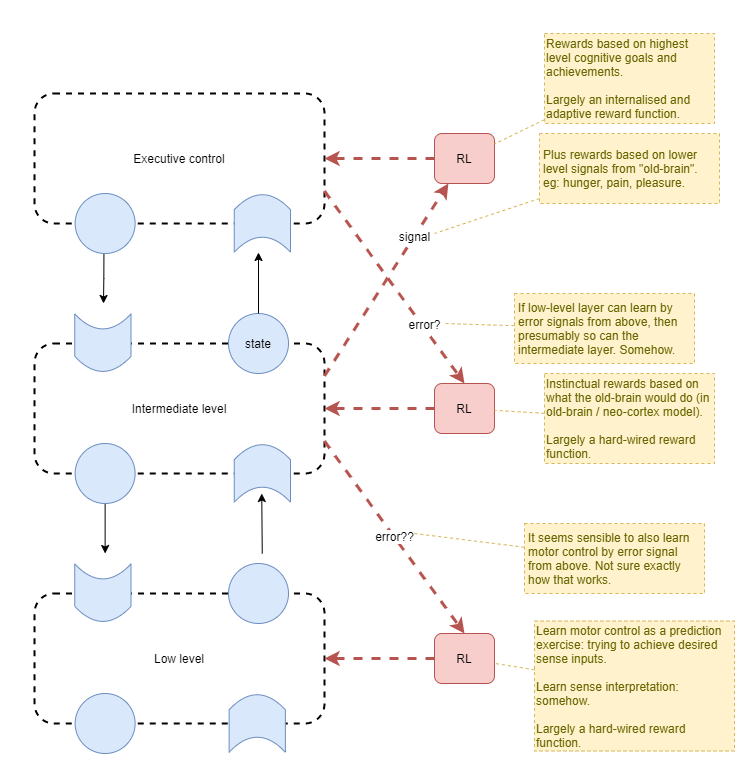 Rewards based on highest
level cognitive goals and
achievements.
Largely an internalised and
adaptive reward function.
Executive control
RL
Plus rewards based on lower
level signals from "old-brain".
eg: hunger, pain, pleasure.
signal
state
error?
If low-level layer can learn by
error signals from above, then
presumably so can the
intermediate layer. Somehow.
Intermediate level
RL
Instinctual rewards based on
what the old-brain would do (in
old-brain / neo-cortex model).
Largely a hard-wired reward
function.
error??
It seems sensible to also learn
motor control by error signal
from above. Not sure exactly
how that works.
Low level
RL
Learn motor control as a prediction
exercise: trying to achieve desired
sense inputs.
Learn sense interpretation:
somehow.
Largely a hard-wired reward
function.